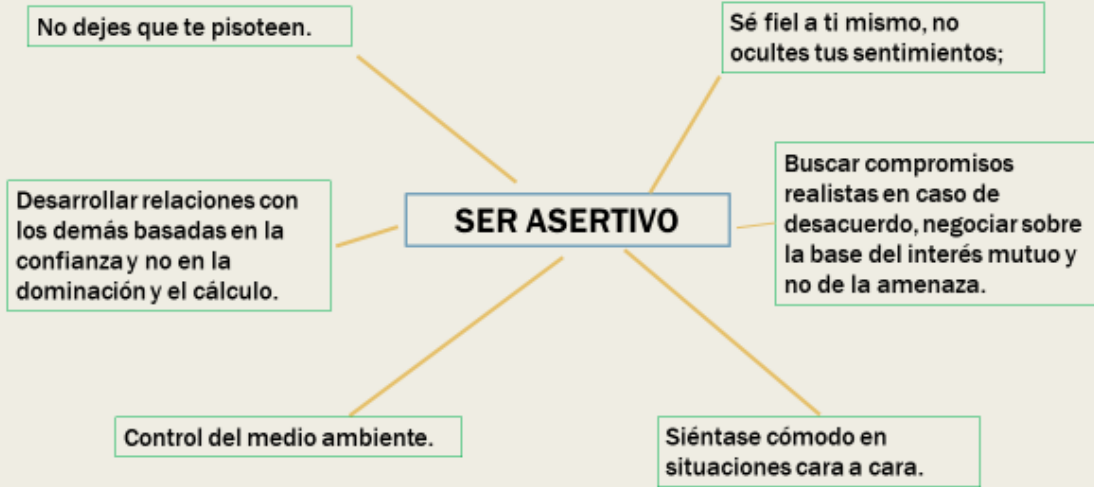 No dejes que te pisoteen.
Sé fiel a ti mismo, no
ocultes tus sentimientos;
Desarrollar relaciones con
los demás basadas en la
confianza y no en la
dominación y el cálculo.
SER ASERTIVO
Buscar compromisos
realistas en caso de
desacuerdo, negociar sobre
la base del interés mutuo y
no de la amenaza.
Control del medio ambiente.
Siéntase cómodo en
situaciones cara a cara.